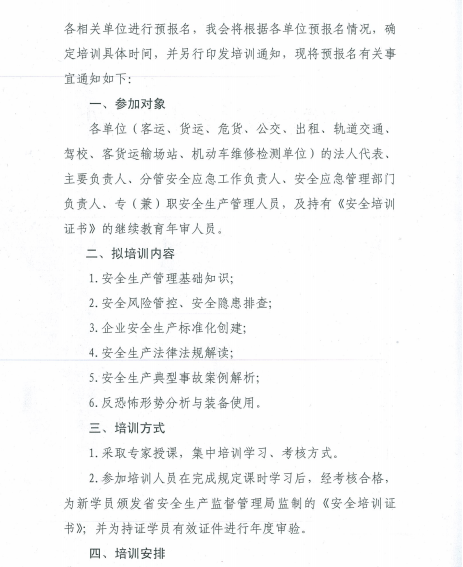 各相关单位进行预报名，我会将根据各单位预报名情况，确
定培训具体时间，并另行印发培训通知，现将预报名有关事
宜通知如下：
一、参加对象
各单位（客运、货运、危货、公交、出租、轨道交通、
驾校、客货运输场站、机动车维修检测单位）的法人代表、
主要负责人、分管安全应急工作负责人、安全应急管理部门
负责人、专（兼）职安全生产管理人员，及持有《安全培训
证书》的继续教育年审人员。
二、拟培训内容
1.安全生产管理基础知识；
2.安全风险管控、安全隐患排查；
3.企业安全生产标准化创建；
4.安全生产法律法规解读；
5.安全生产典型事故案例解析；
6.反恐怖形势分析与装备使用。
三、培训方式
1.采取专家授课，集中培训学习、考核方式。
2.参加培训人员在完成规定课时学习后，经考核合格，
为新学员颁发省安全生产监督管理局监制的《安全培训证
书》；并为持证学员有效证件进行年度审验。
四、培训安排